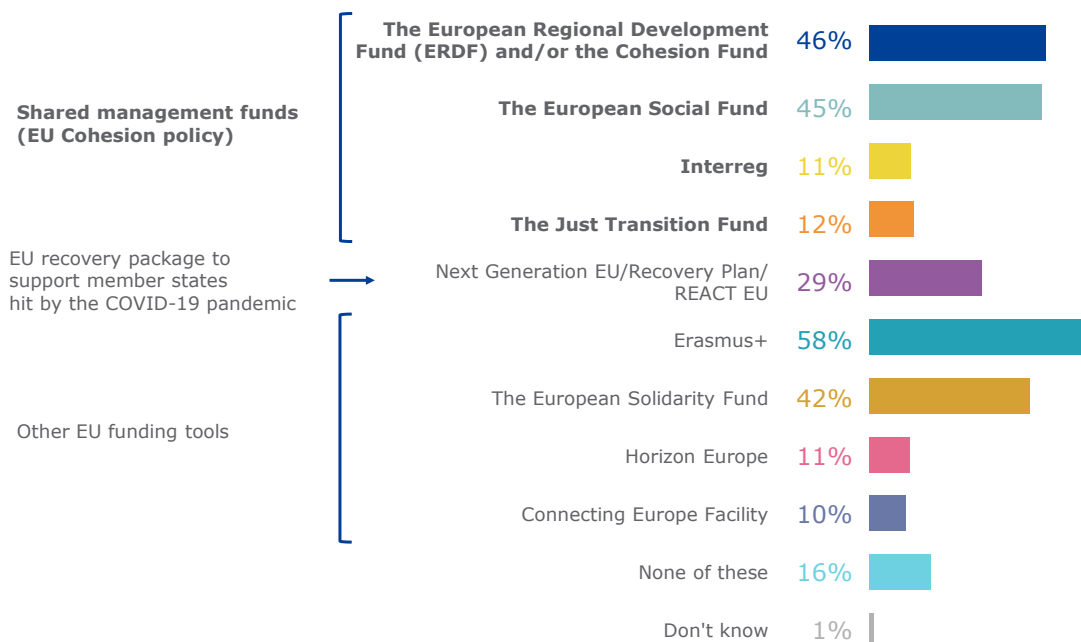 Shared management funds
(EU Cohesion policy)
The European Regional Development
Fund (ERDF) and/or the Cohesion Fund
46%
The European Social Fund
45%
Interreg
11%
The Just Transition Fund
12%
EU recovery package to
support member states
hit by the COVID-19 pandemic
Next Generation EU/Recovery Plan/
REACT EU
29%
Other EU funding tools
Erasmus+
58%
The European Solidarity Fund
42%
Horizon Europe
11%
Connecting Europe Facility
10%
None of these
16%
Don't know
1%